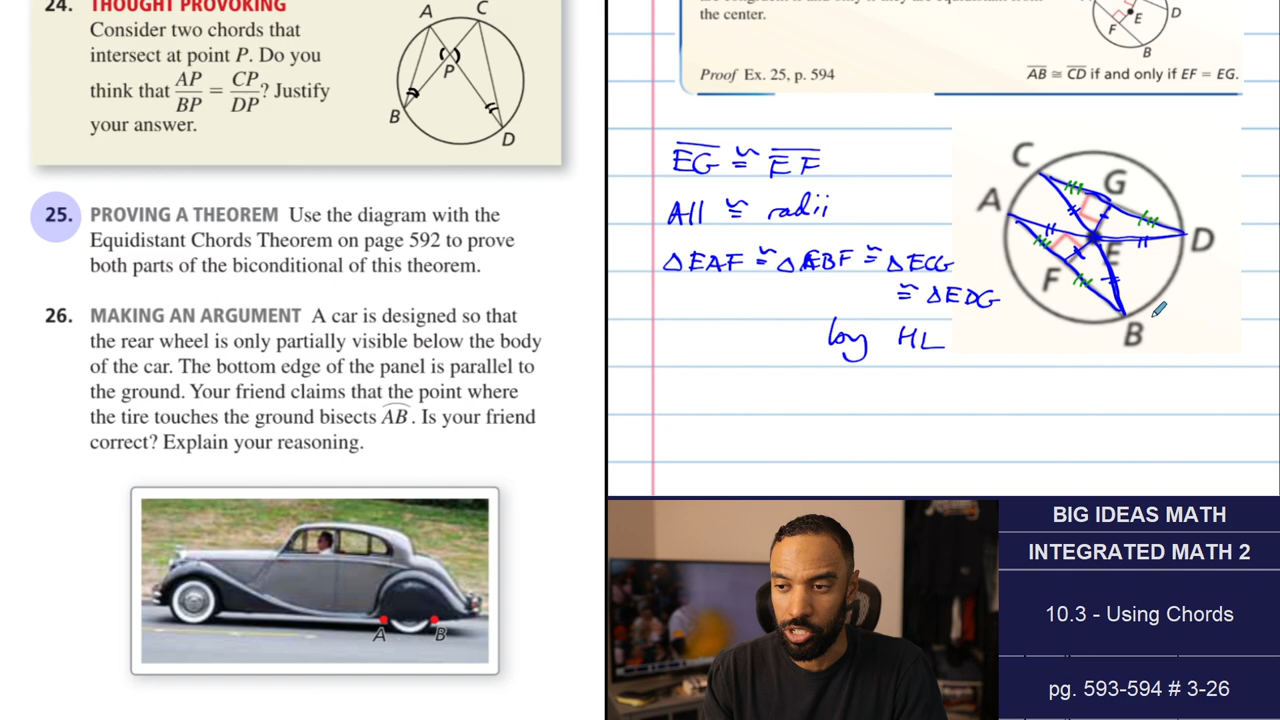 24. THOUGHT PROVOKING
Consider two chords that
intersect at point P. Do you
think that AP/BP = CP/DP? Justify
your answer.
A
C
P
B
D
25. PROVING A THEOREM Use the diagram with the
Equidistant Chords Theorem on page 592 to prove
both parts of the biconditional of this theorem.
26. MAKING AN ARGUMENT A car is designed so that
the rear wheel is only partially visible below the body
of the car. The bottom edge of the panel is parallel to
the ground. Your friend claims that the point where
the tire touches the ground bisects AB. Is your friend
correct? Explain your reasoning.
A
B
the center.
D
E
F
B
Proof Ex. 25, p. 594
AB ≅ CD if and only if EF = EG.
EG ≅ EF
All ≅ radii
△EAF ≅ △EBF ≅ △ECG
≅ △EDG
by HL
C
G
A
D
E
F
B
BIG IDEAS MATH
INTEGRATED MATH 2
10.3 - Using Chords
pg. 593-594 # 3-26